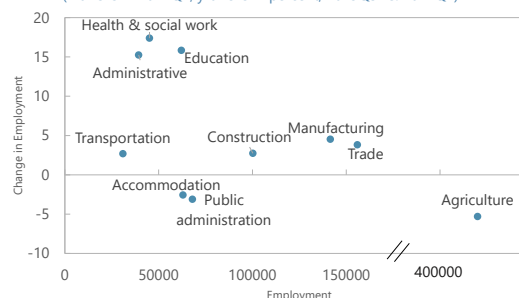 20
Health & social work
Education
15
Administrative
10
Change in Employment
5
Transportation
Construction
Manufacturing
Trade
0
Accommodation
Public
administration
Agriculture
-5
-10
0
50000
100000
150000
400000
Employment